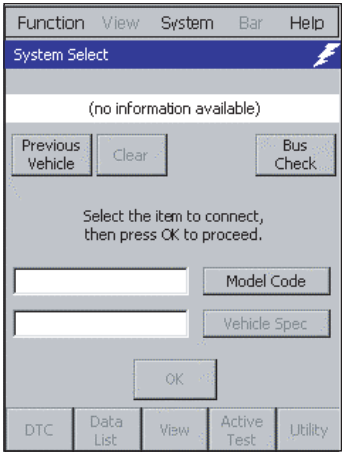 Function View System Bar Help
System Select
(no information available)
Previous Vehicle Clear Bus Check
Select the item to connect,
then press OK to proceed.
Model Code
Vehicle Spec
OK
DTC Data List View Active Test Utility